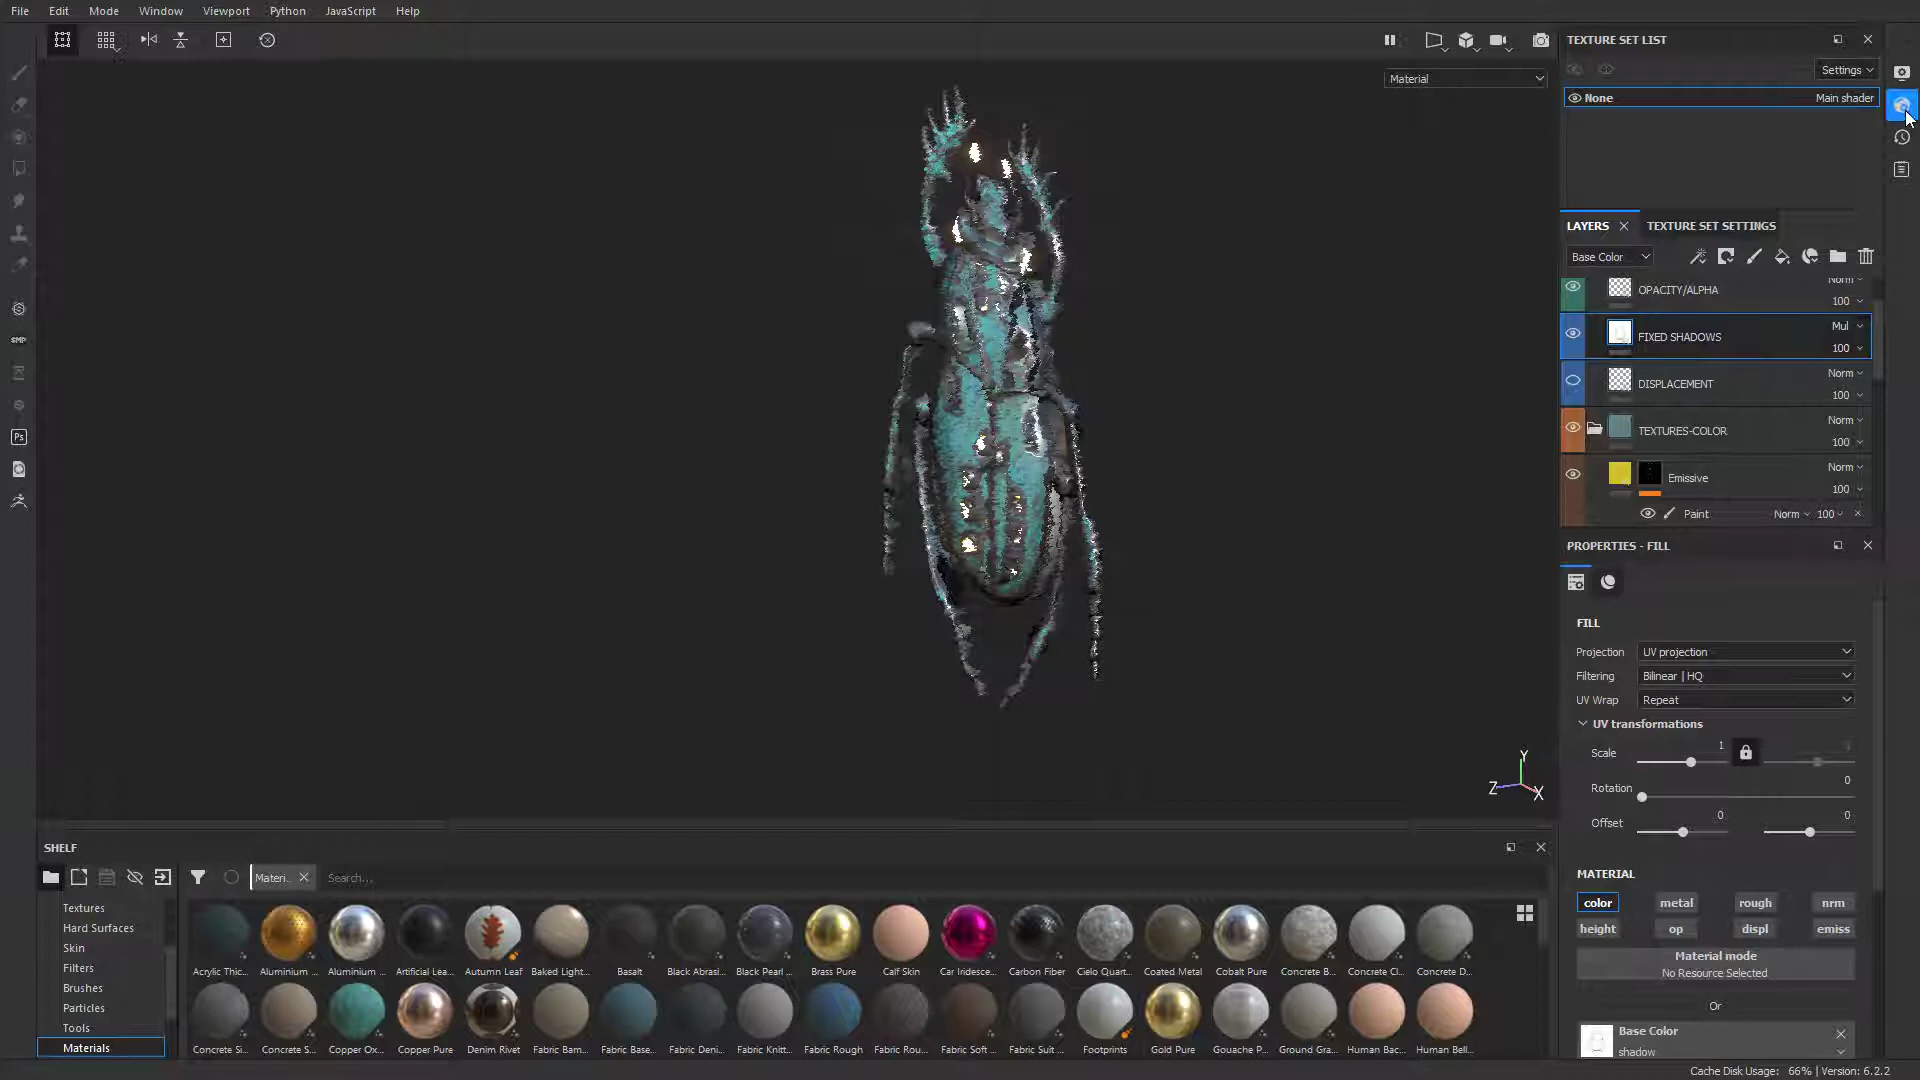 File Edit Mode Window Viewport Python JavaScript Help
Material
Y
Z
X
TEXTURE SET LIST
Settings
None Main shader
LAYERS TEXTURE SET SETTINGS
Base Color
OPACITY/ALPHA Norm
100
FIXED SHADOWS Mul
100
DISPLACEMENT Norm
100
TEXTURES-COLOR Norm
100
Emissive Norm
100
Paint Norm 100
PROPERTIES - FILL
FILL
Projection UV projection
Filtering Bilinear | HQ
UV Wrap Repeat
UV transformations
Scale 1
Rotation 0
Offset 0 0
MATERIAL
color metal rough nrm
height op displ emiss
Material mode
No Resource Selected
Or
Base Color
shadow
SMP
Ps
SHELF
Materi.. Search...
Textures
Hard Surfaces
Skin
Filters
Brushes
Particles
Tools
Materials
Acrylic Thic... Aluminium ... Aluminium ... Artificial Lea... Autumn Leaf Baked Light... Basalt Black Abrasi... Black Pearl ... Brass Pure Calf Skin Car Iridesce... Carbon Fiber Cielo Quart... Coated Metal Cobalt Pure Concrete B... Concrete Cl... Concrete D...
Concrete Si... Concrete S... Copper Ox... Copper Pure Denim Rivet Fabric Bam... Fabric Base... Fabric Deni... Fabric Knitt... Fabric Rough Fabric Rou... Fabric Soft ... Fabric Suit ... Footprints Gold Pure Gouache P... Ground Gra... Human Bac... Human Bell...
Cache Disk Usage: 66% | Version: 6.2.2